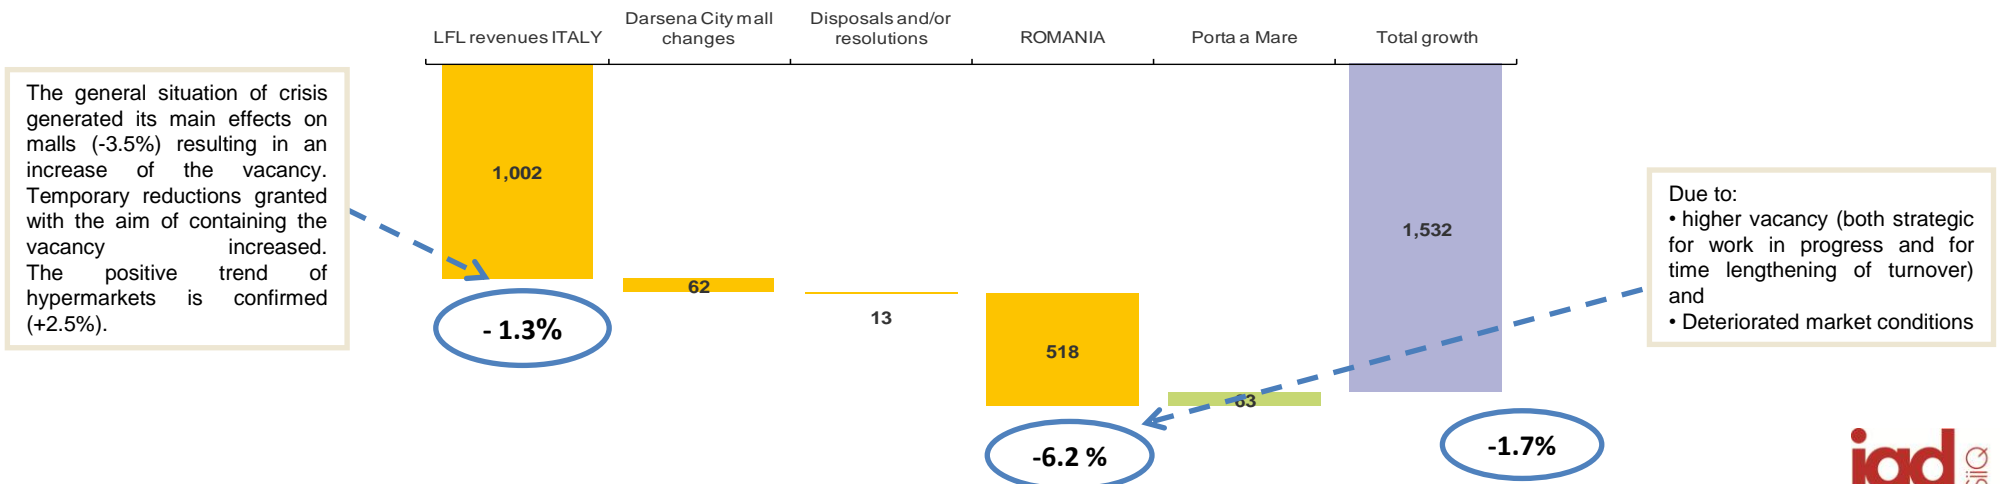 LFL revenues ITALY
Darsena City mall
changes
Disposals and/or
resolutions
ROMANIA
Porta a Mare
Total growth
The general situation of crisis
generated its main effects on
malls (-3.5%) resulting in an
increase of the vacancy.
Temporary reductions granted
with the aim of containing the
vacancy increased.
The positive trend of
hypermarkets is confirmed
(+2.5%).
1,002
62
13
518
63
1,532
- 1.3%
-6.2 %
-1.7%
Due to:
• higher vacancy (both strategic
for work in progress and for
time lengthening of turnover)
and
• Deteriorated market conditions
SIIQ